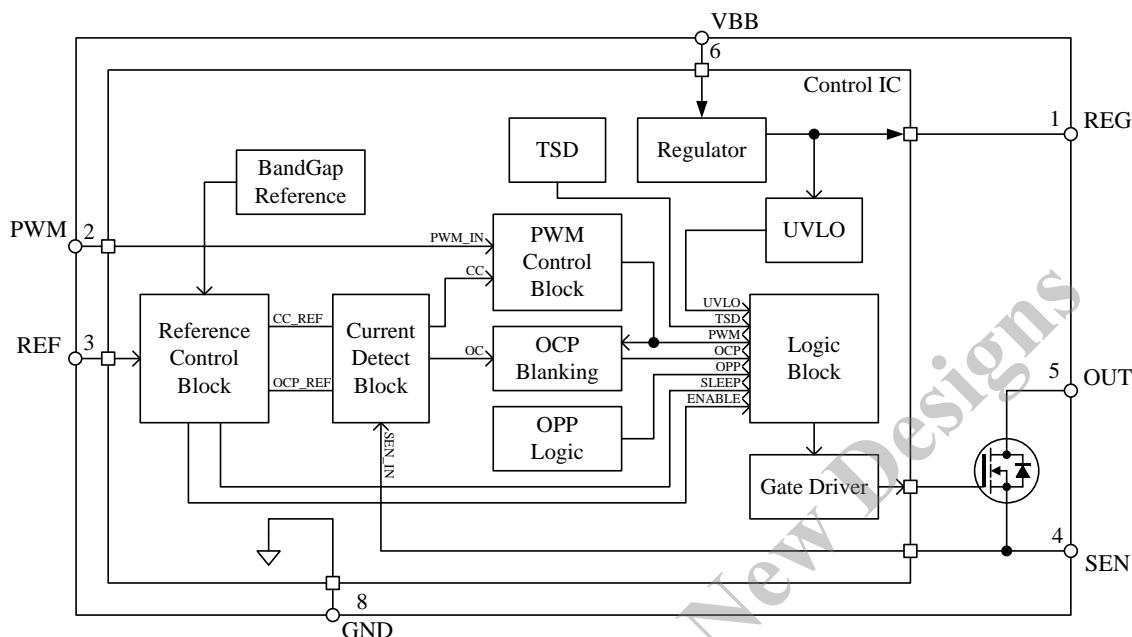 VBB
6
Control IC
1
REG
TSD
Regulator
BandGap
Reference
PWM
2
PWM_IN
PWM
Control
Block
UVLO
CC
UVLO
TSD
PWM
OCP
OPP
SLEEP
ENABLE
REF
3
Reference
Control
Block
CC_REF
OCP_REF
Current
Detect
Block
OC
OCP
Blanking
Logic
Block
5
OUT
OPP
Logic
SEN_IN
Gate Driver
4
SEN
8
GND
New Designs